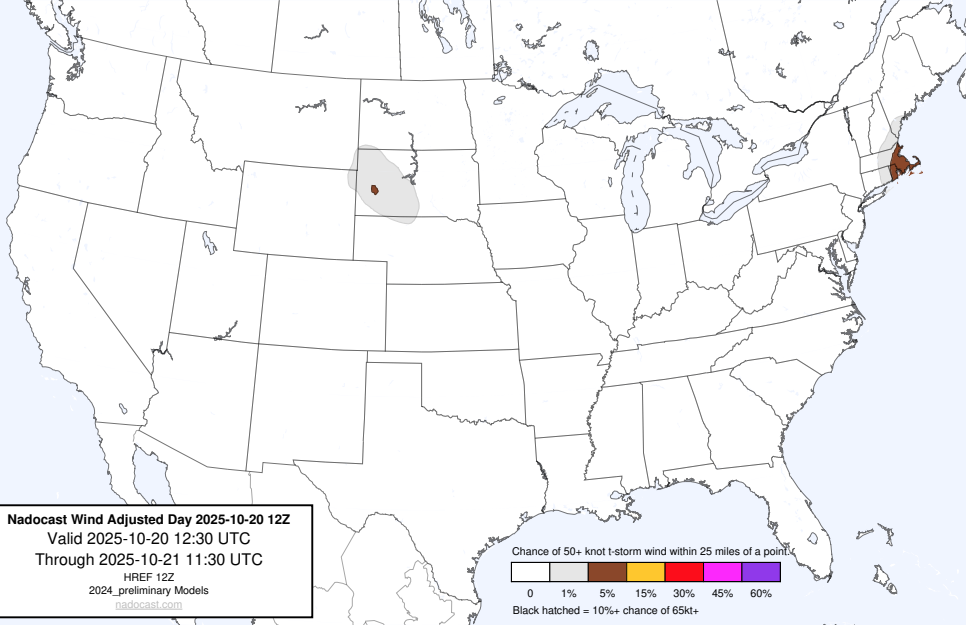 Nadocast Wind Adjusted Day 2025-10-20 12Z
Valid 2025-10-20 12:30 UTC
Through 2025-10-21 11:30 UTC
HREF 12Z
2024_preliminary Models
nadocast.com
Chance of 50+ knot t-storm wind within 25 miles of a point.
0 1% 5% 15% 30% 45% 60%
Black hatched = 10%+ chance of 65kt+